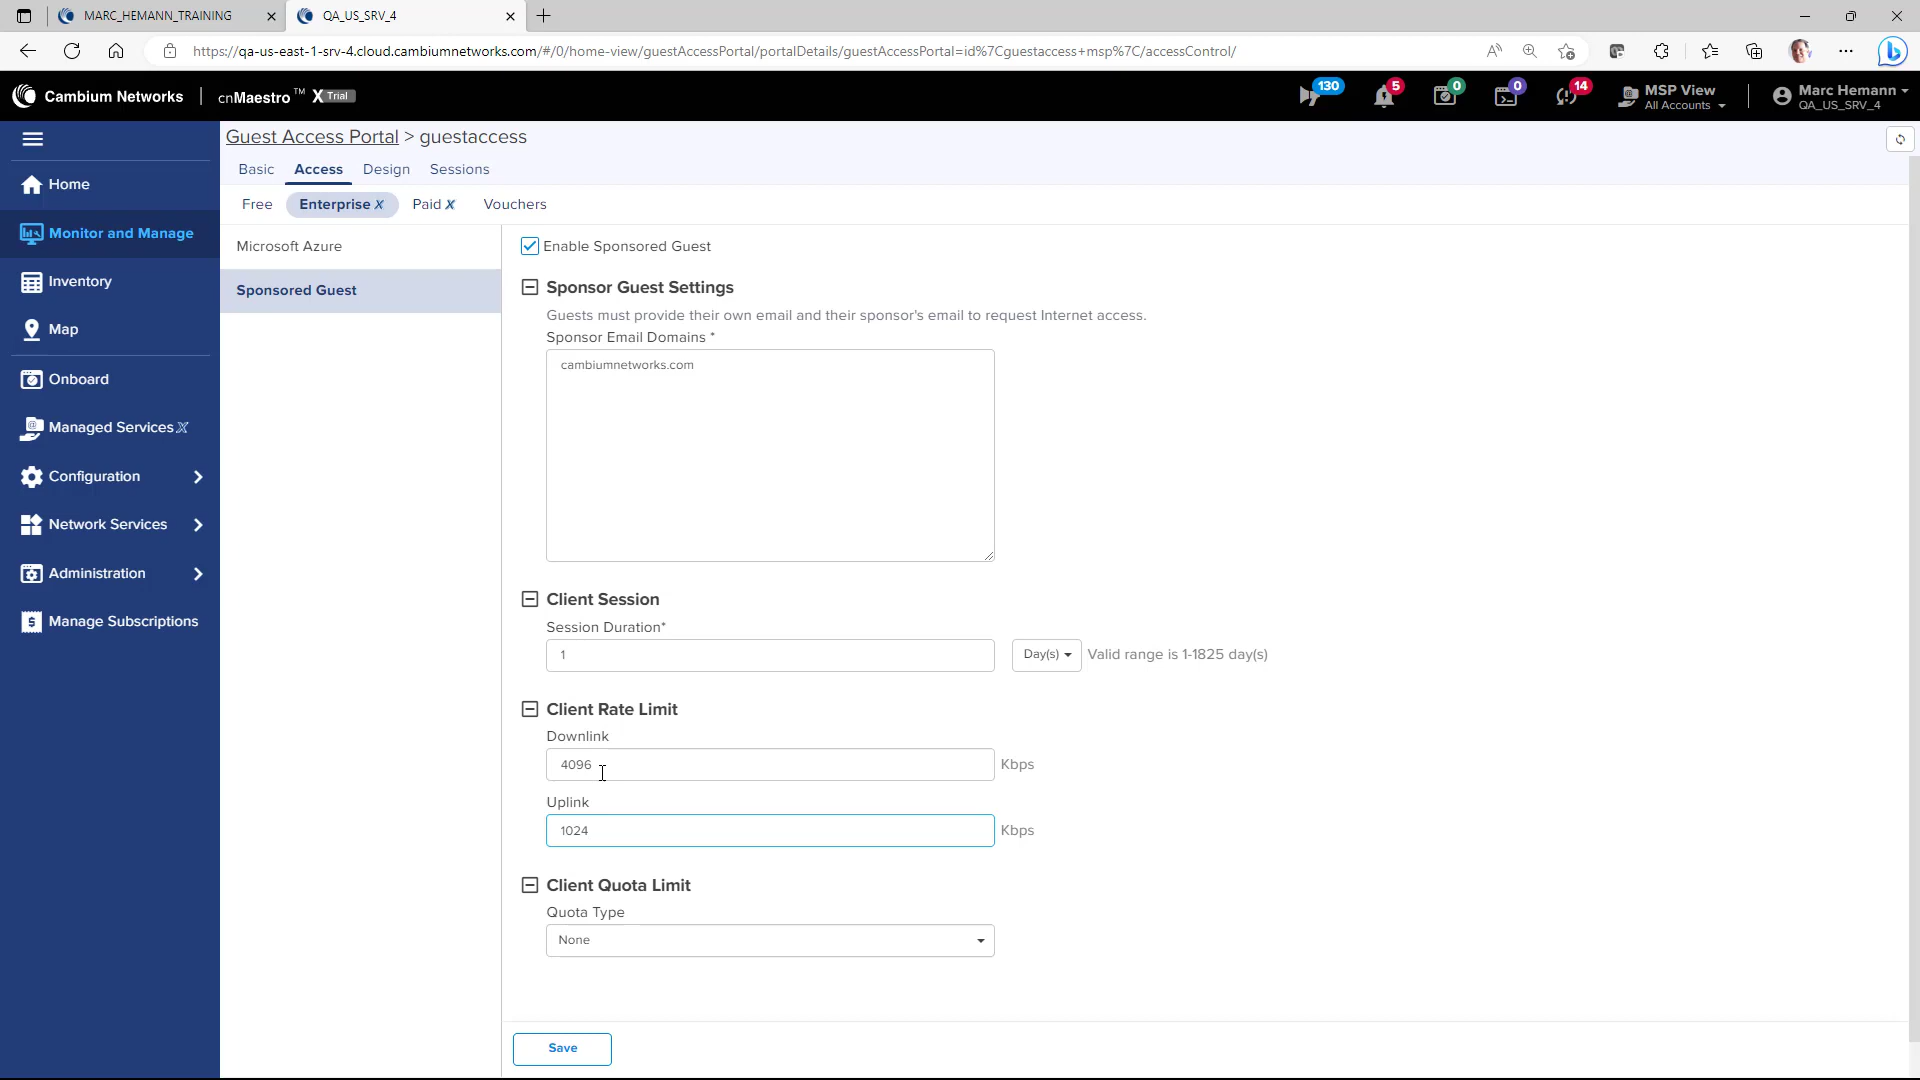 MARC_HEMANN_TRAINING
QA_US_SRV_4
https://qa-us-east-1-srv-4.cloud.cambiumnetworks.com/#/0/home-view/guestAccessPortal/portalDetails/guestAccessPortal=id%7Cguestaccess+msp%7C/accessControl/
Cambium Networks | cnMaestro™ X Trial
130
5
0
0
14
MSP View
All Accounts
Marc Hemann
QA_US_SRV_4
Home
Monitor and Manage
Inventory
Map
Onboard
Managed Services X
Configuration
Network Services
Administration
Manage Subscriptions
Guest Access Portal > guestaccess
Basic Access Design Sessions
Free Enterprise X Paid X Vouchers
Microsoft Azure
Sponsored Guest
Enable Sponsored Guest
Sponsor Guest Settings
Guests must provide their own email and their sponsor's email to request Internet access.
Sponsor Email Domains *
cambiumnetworks.com
Client Session
Session Duration*
1 Day(s) Valid range is 1-1825 day(s)
Client Rate Limit
Downlink
4096 Kbps
Uplink
1024 Kbps
Client Quota Limit
Quota Type
None
Save